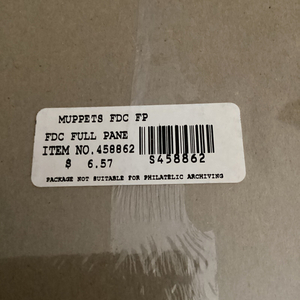 MUPPETS FDC FP
FDC FULL PANE
ITEM NO.458862
$ 6.57
S458862
PACKAGE NOT SUITABLE FOR PHILATELIC ARCHIVING